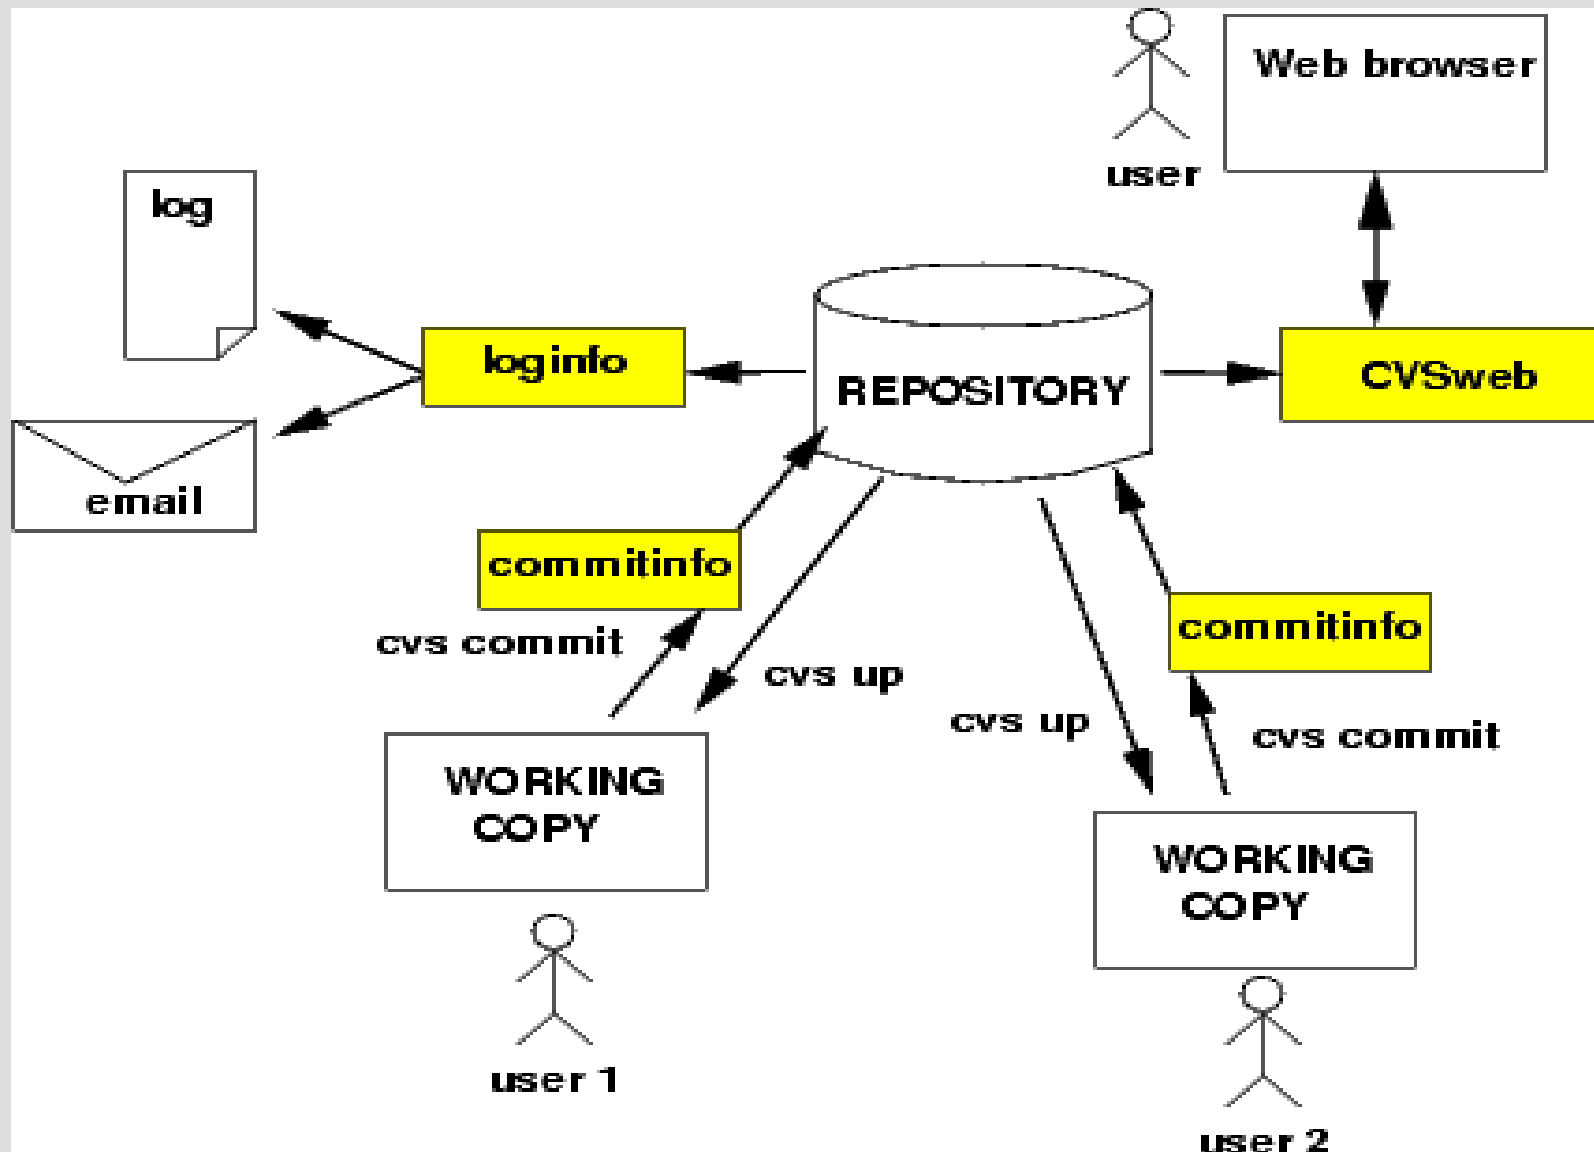 Web browser
user
log
loginfo
REPOSITORY
CVSweb
email
commitinfo
commitinfo
cvs commit
cvs up
cvs up
cvs commit
WORKING
COPY
WORKING
COPY
user 1
user 2